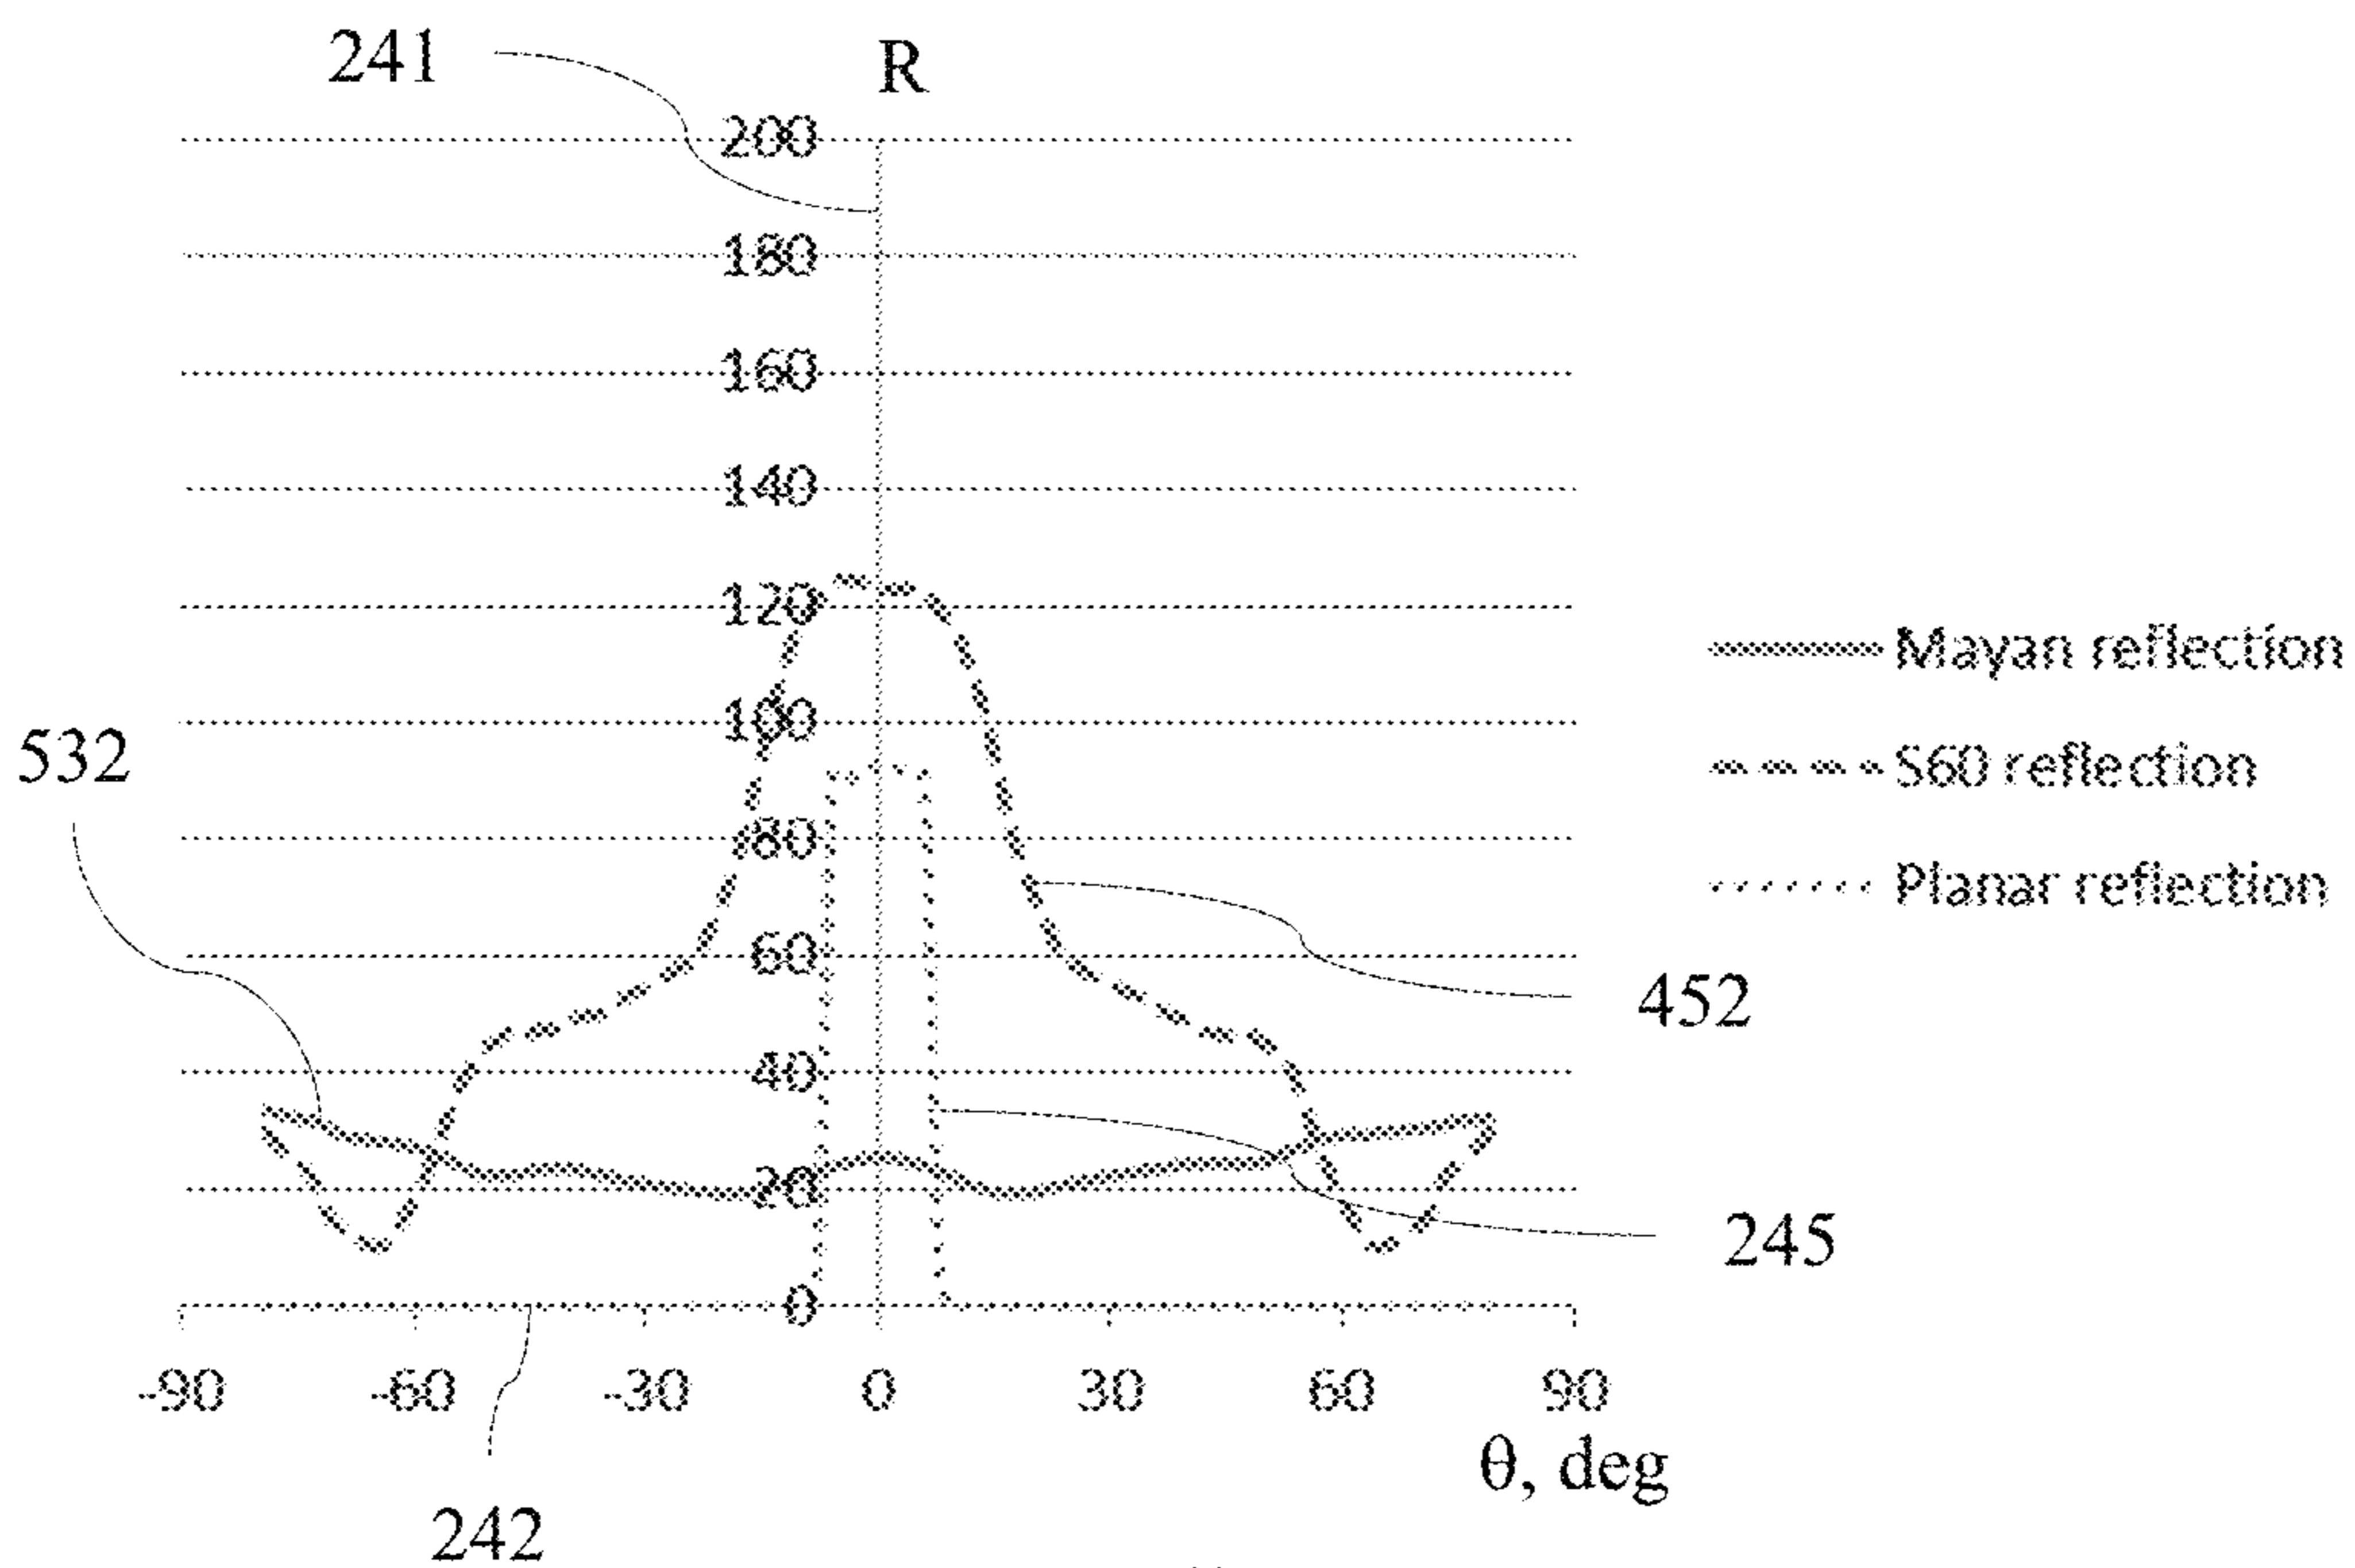 241
R
200
180
160
140
120
100
80
60
40
20
0
-90 -60 -30 0 30 60 90
θ, deg
Mayan reflection
S60 reflection
Planar reflection
532
452
245
242